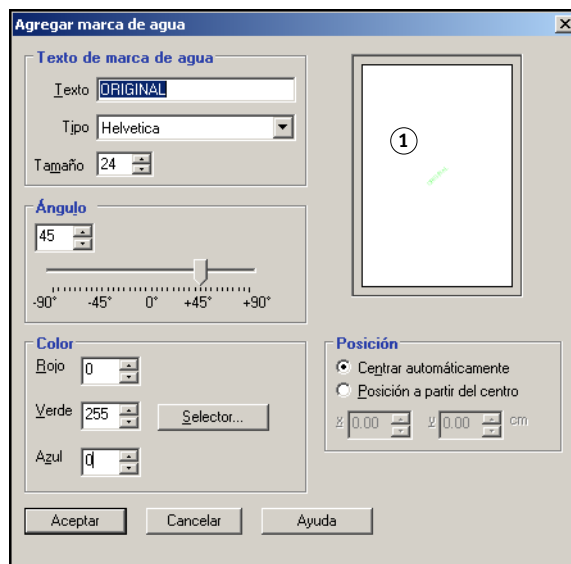 Agregar marca de agua
Texto de marca de agua
Texto ORIGINAL
Tipo Helvetica
Tamaño 24
1
Ángulo
45
-90° -45° 0° +45° +90°
Color
Rojo 0
Verde 255 Selector...
Azul 0
Posición
Centrar automáticamente
Posición a partir del centro
x 0.00 y 0.00 cm
Aceptar Cancelar Ayuda